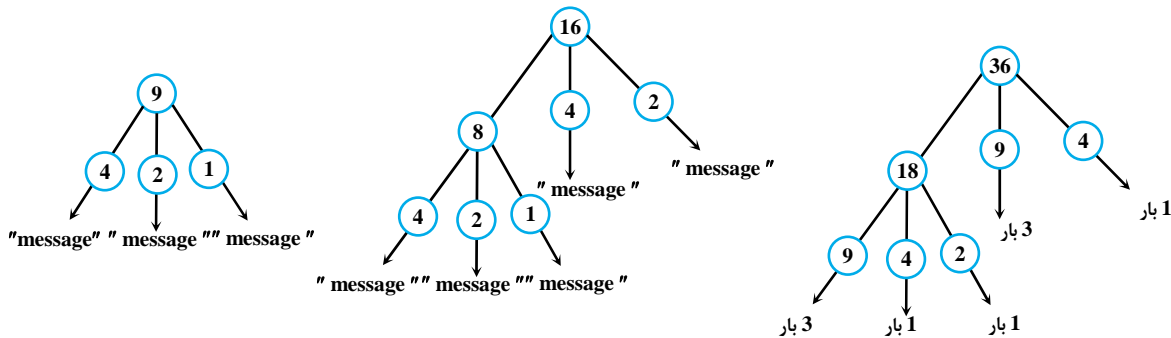 9
4 2 1
"message" " message "" message "
16
8 4 2
" message " " message "
4 2 1
" message "" message "" message "
36
18 9 4
3 بار 1 بار
9 4 2
3 بار 1 بار 1 بار